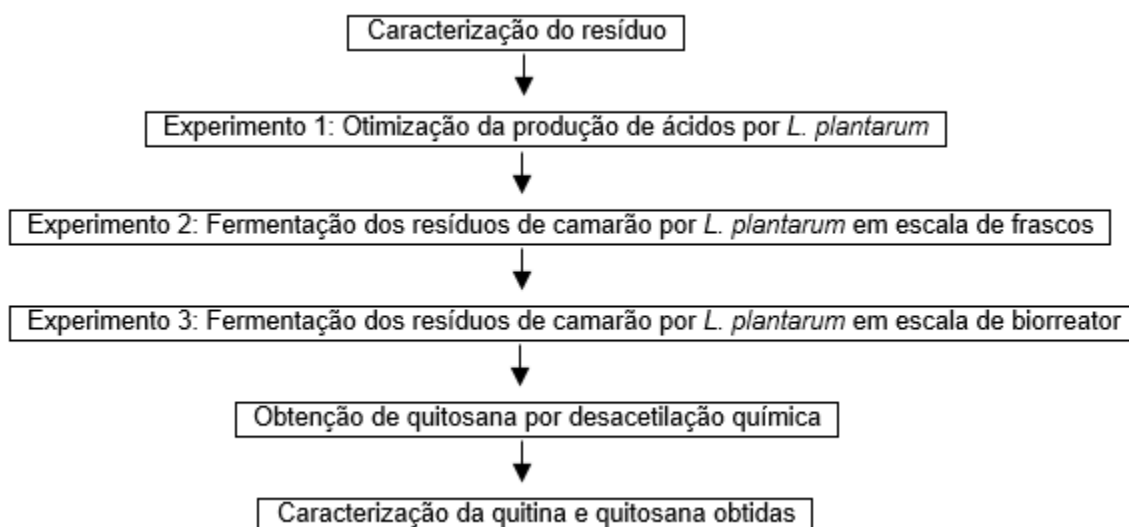 Caracterização do resíduo
Experimento 1: Otimização da produção de ácidos por L. plantarum
Experimento 2: Fermentação dos resíduos de camarão por L. plantarum em escala de frascos
Experimento 3: Fermentação dos resíduos de camarão por L. plantarum em escala de biorreator
Obtenção de quitosana por desacetilação química
Caracterização da quitina e quitosana obtidas